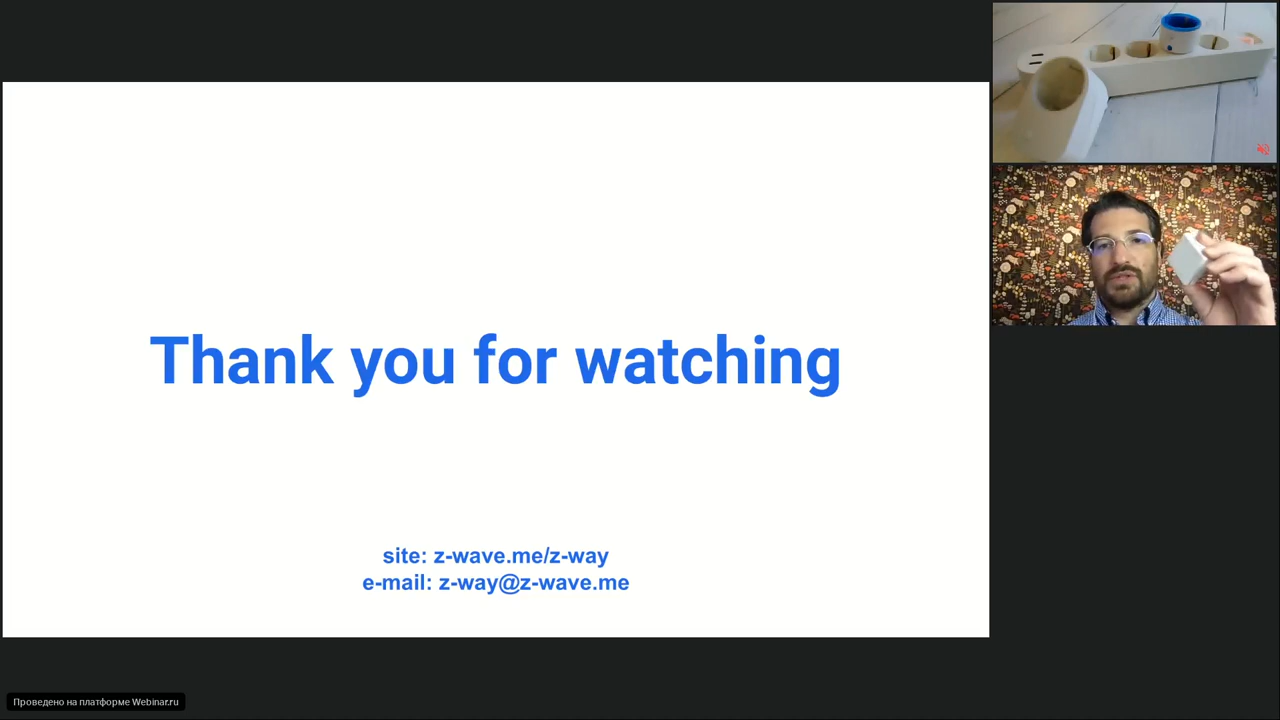 Thank you for watching
site: z-wave.me/z-way
e-mail: z-way@z-wave.me
Проведено на платформе Webinar.ru